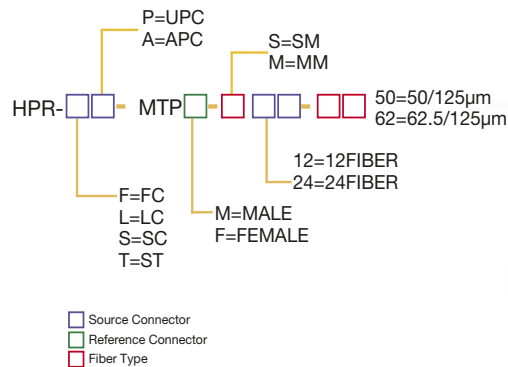 P=UPC
A=APC
S=SM
M=MM
HPR-
MTP
50=50/125µm
62=62.5/125µm
12=12FIBER
24=24FIBER
F=FC
L=LC
S=SC
T=ST
M=MALE
F=FEMALE
Source Connector
Reference Connector
Fiber Type